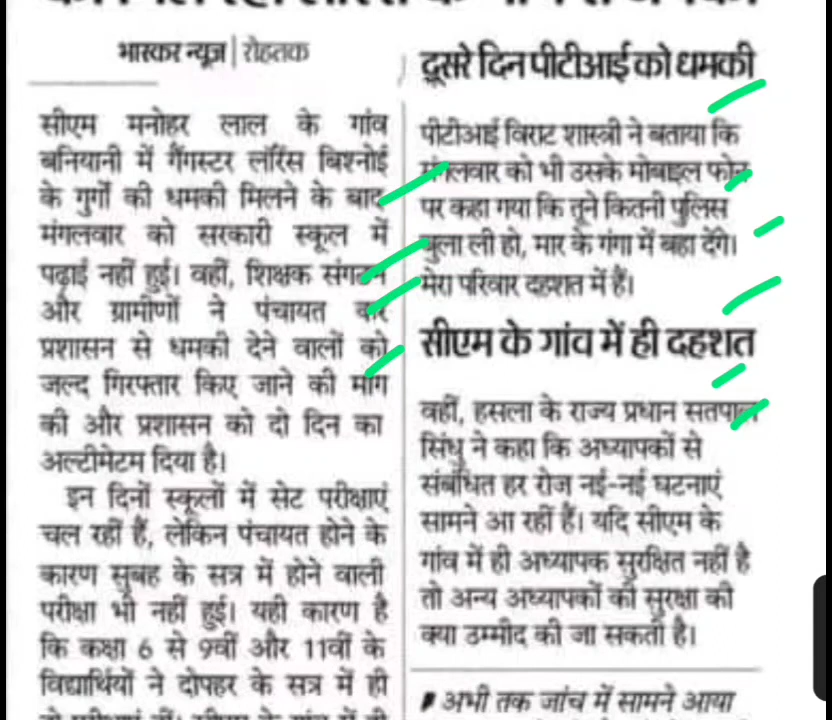 भास्कर न्यूज | रोहतक
सीएम मनोहर लाल के गांव
बनियानी में गैंगस्टर लॉरेंस बिश्नोई
के गुर्गों की धमकी मिलने के बाद
मंगलवार को सरकारी स्कूल में
पढ़ाई नहीं हुई। वहीं, शिक्षक संगठन
और ग्रामीणों ने पंचायत कर
प्रशासन से धमकी देने वालों को
जल्द गिरफ्तार किए जाने की मांग
की और प्रशासन को दो दिन का
अल्टीमेटम दिया है।
इन दिनों स्कूलों में सेट परीक्षाएं
चल रही हैं, लेकिन पंचायत होने के
कारण सुबह के सत्र में होने वाली
परीक्षा भी नहीं हुई। यही कारण है
कि कक्षा 6 से 9वीं और 11वीं के
विद्यार्थियों ने दोपहर के सत्र में ही
दूसरे दिन पीटीआई को धमकी
पीटीआई विराट शास्त्री ने बताया कि
मंगलवार को भी उसके मोबाइल फोन
पर कहा गया कि तूने कितनी पुलिस
बुला ली हो, मार के गंगा में बहा देंगे।
मेरा परिवार दहशत में हैं।
सीएम के गांव में ही दहशत
वहीं, हसला के राज्य प्रधान सतपाल
सिंधु ने कहा कि अध्यापकों से
संबंधित हर रोज नई-नई घटनाएं
सामने आ रही हैं। यदि सीएम के
गांव में ही अध्यापक सुरक्षित नहीं है
तो अन्य अध्यापकों की सुरक्षा की
क्या उम्मीद की जा सकती है।
अभी तक जांच में सामने आया